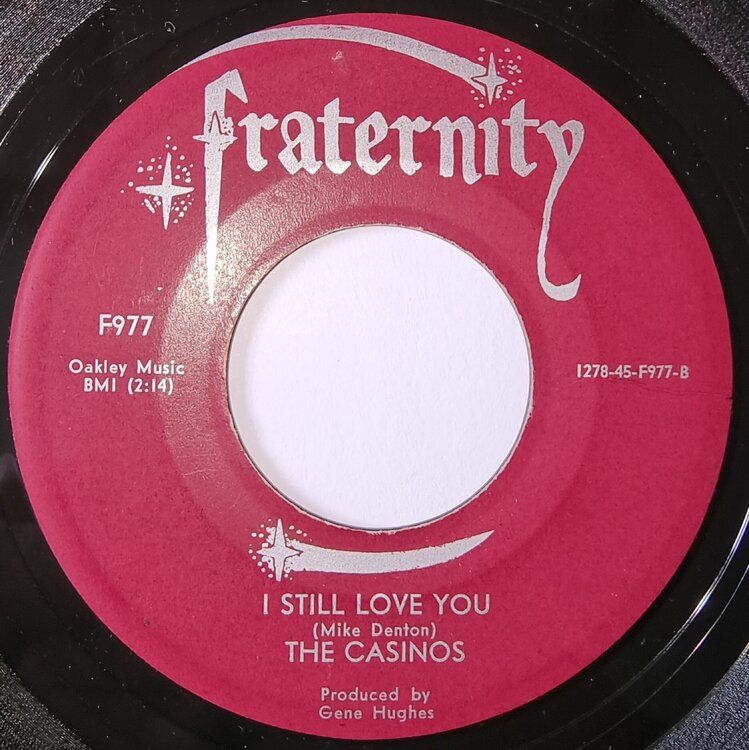 Fraternity
F977
Oakley Music
BMI (2:14)
1278-45-F977-B
I STILL LOVE YOU
(Mike Denton)
THE CASINOS
Produced by
Gene Hughes